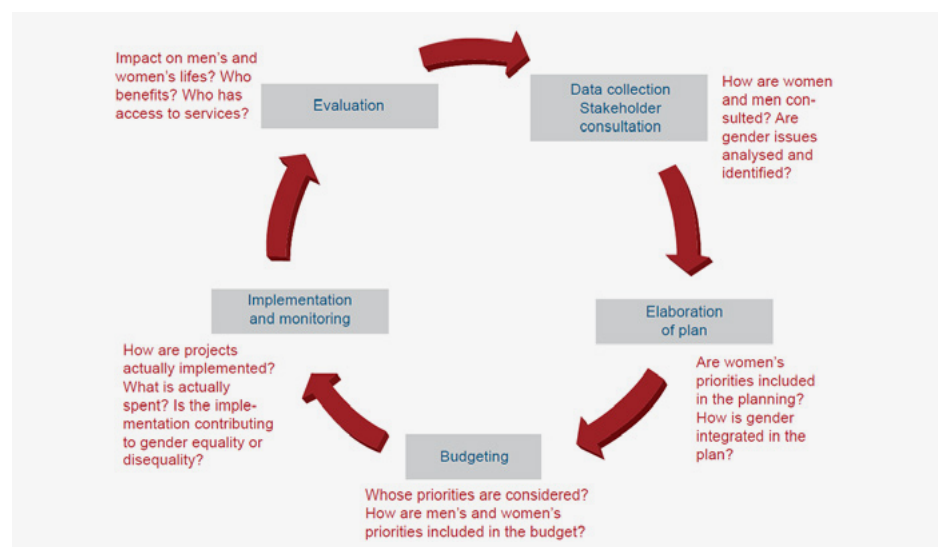 Impact on men's and
women's lifes? Who
benefits? Who has
access to services?
Evaluation
Data collection
Stakeholder
consultation
How are women
and men con-
sulted? Are
gender issues
analysed and
identified?
Elaboration
of plan
Are women's
priorities included
in the planning?
How is gender
integrated in the
plan?
Budgeting
Whose priorities are considered?
How are men's and women's
priorities included in the budget?
Implementation
and monitoring
How are projects
actually implemented?
What is actually
spent? Is the imple-
mentation contributing
to gender equality or
disequality?